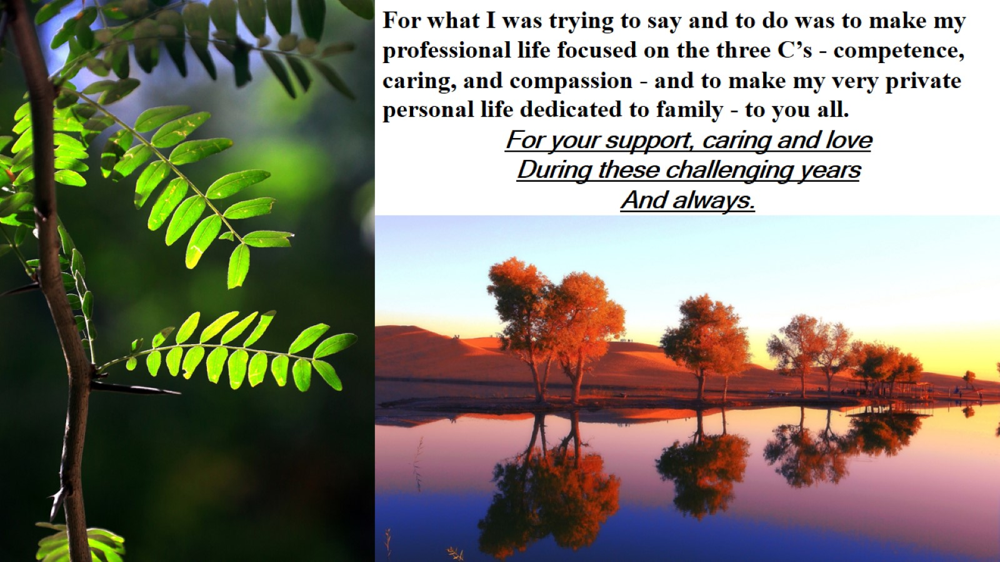 For what I was trying to say and to do was to make my
professional life focused on the three C’s - competence,
caring, and compassion - and to make my very private
personal life dedicated to family - to you all.
For your support, caring and love
During these challenging years
And always.